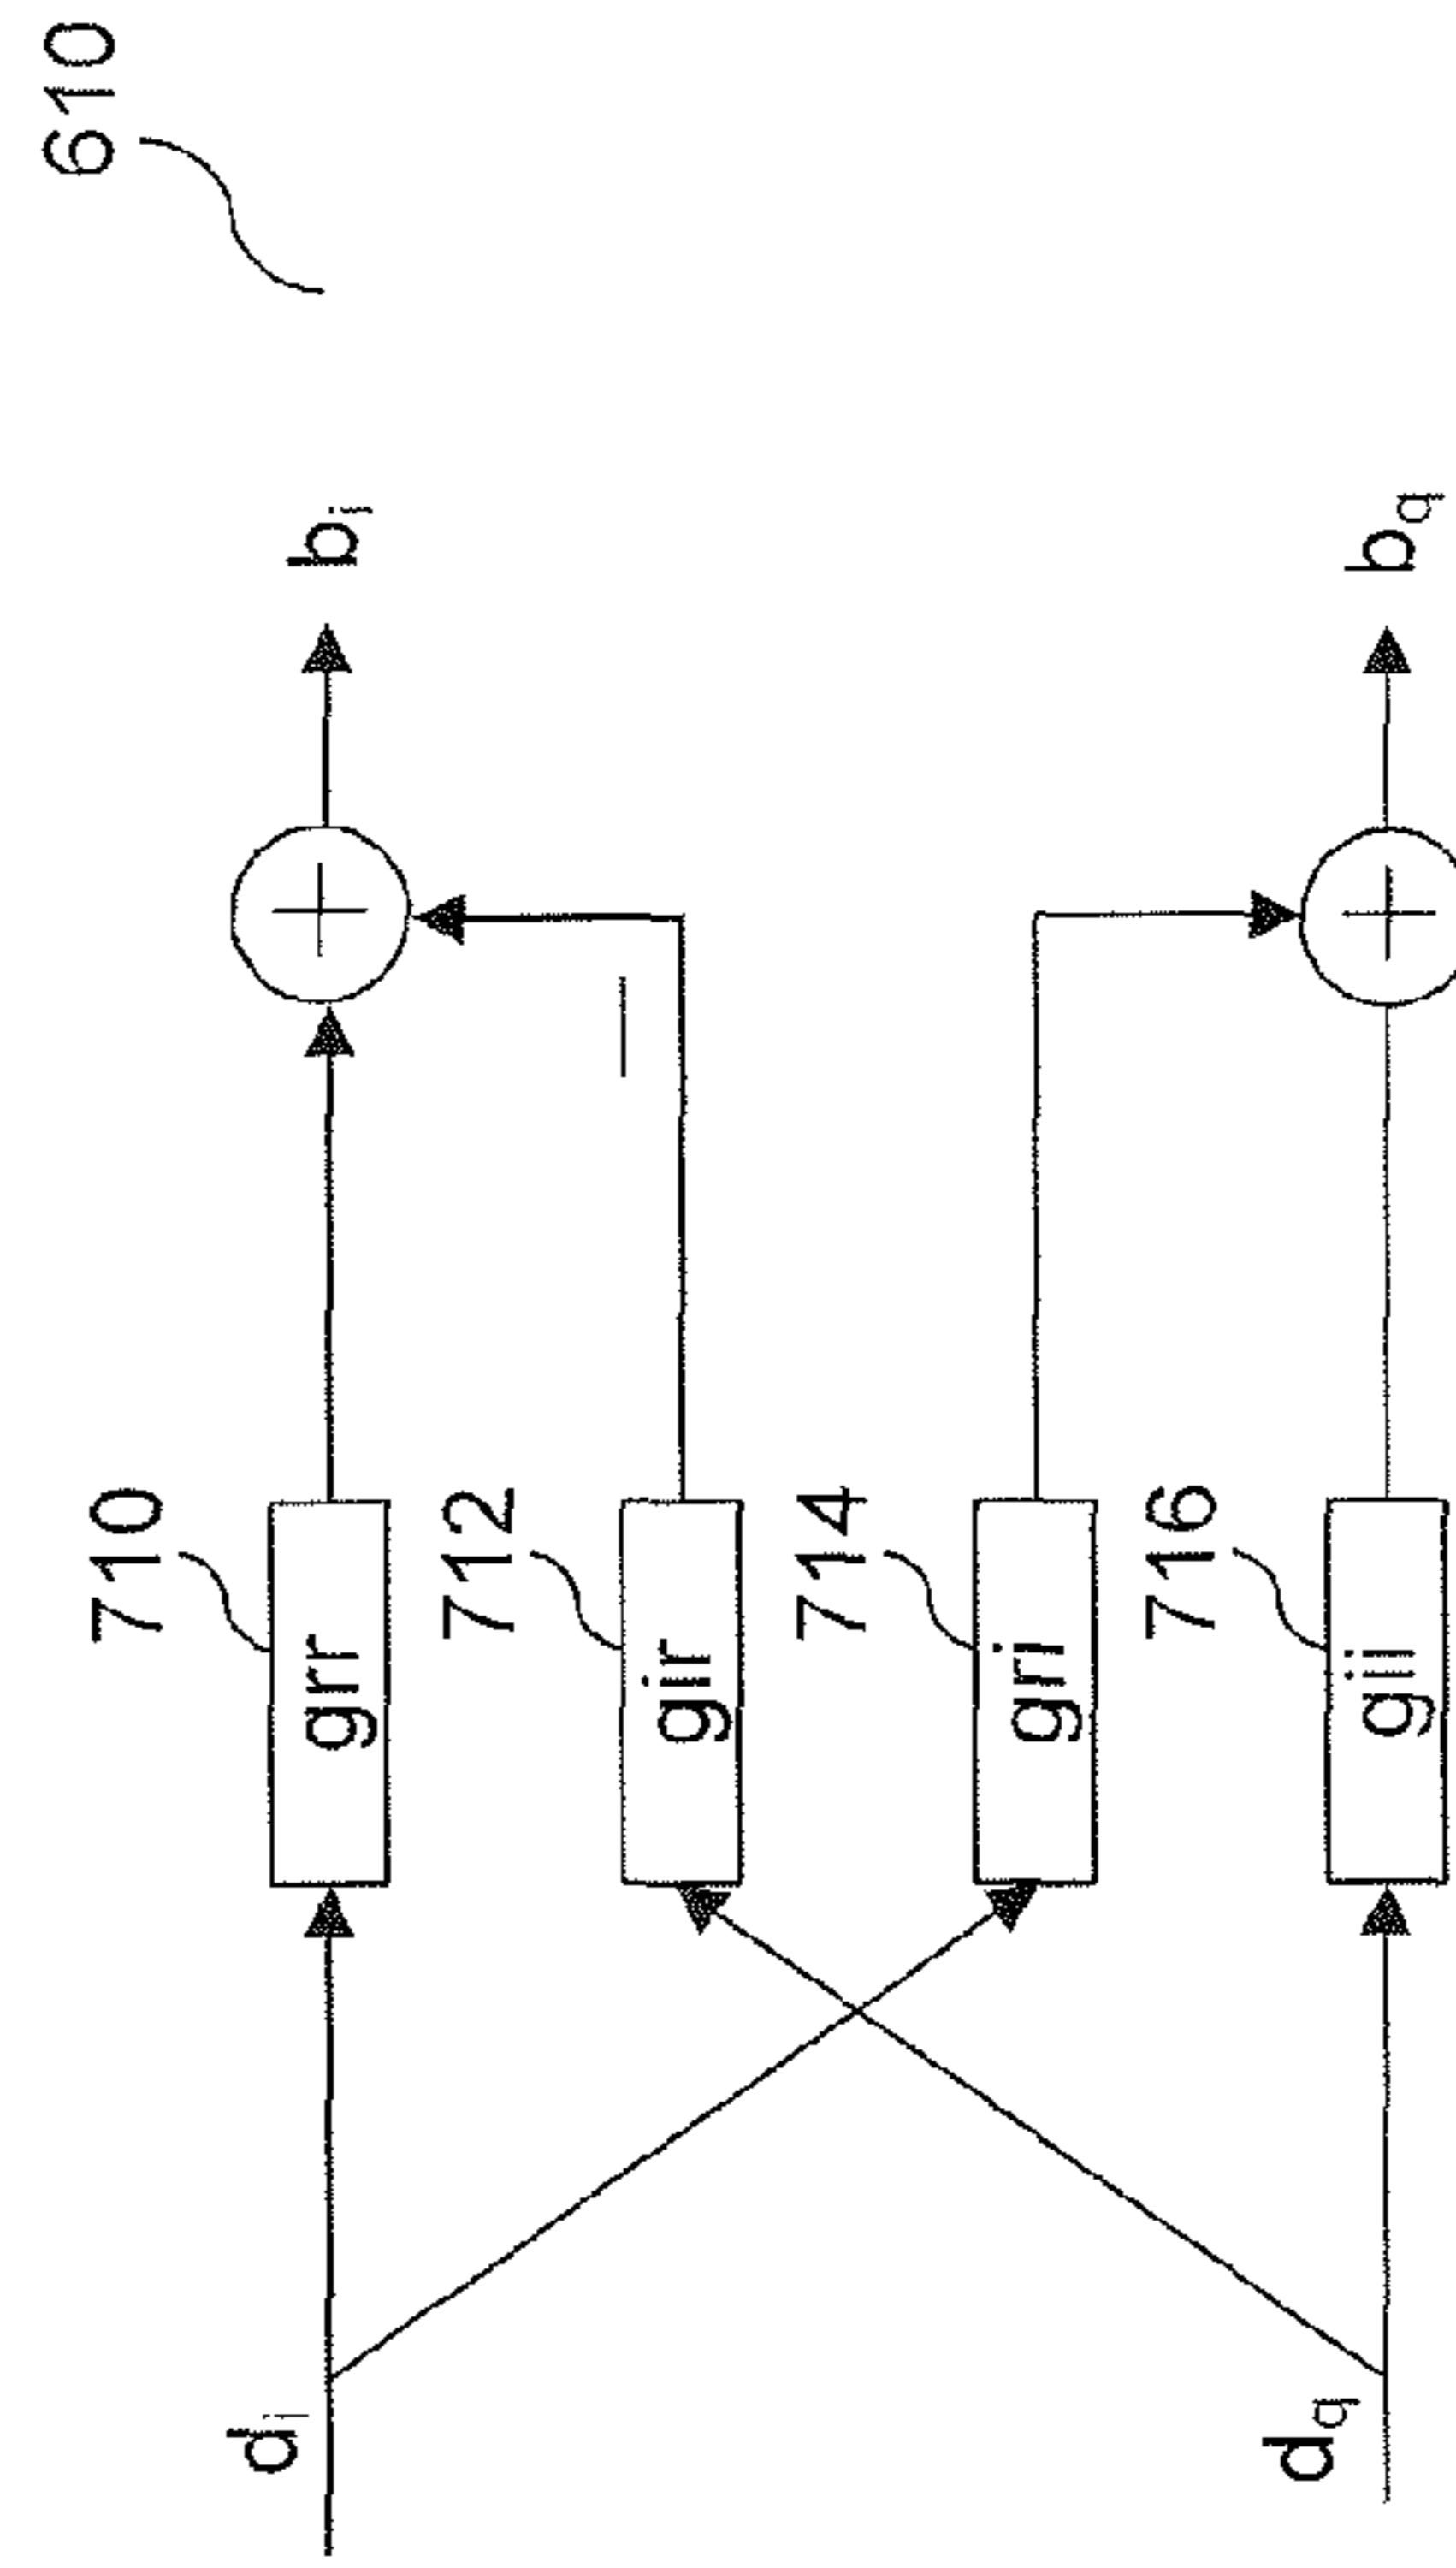 610
710
d_i
grr
+
b_i
712
gir
—
714
gri
716
d_q
gii
+
b_q